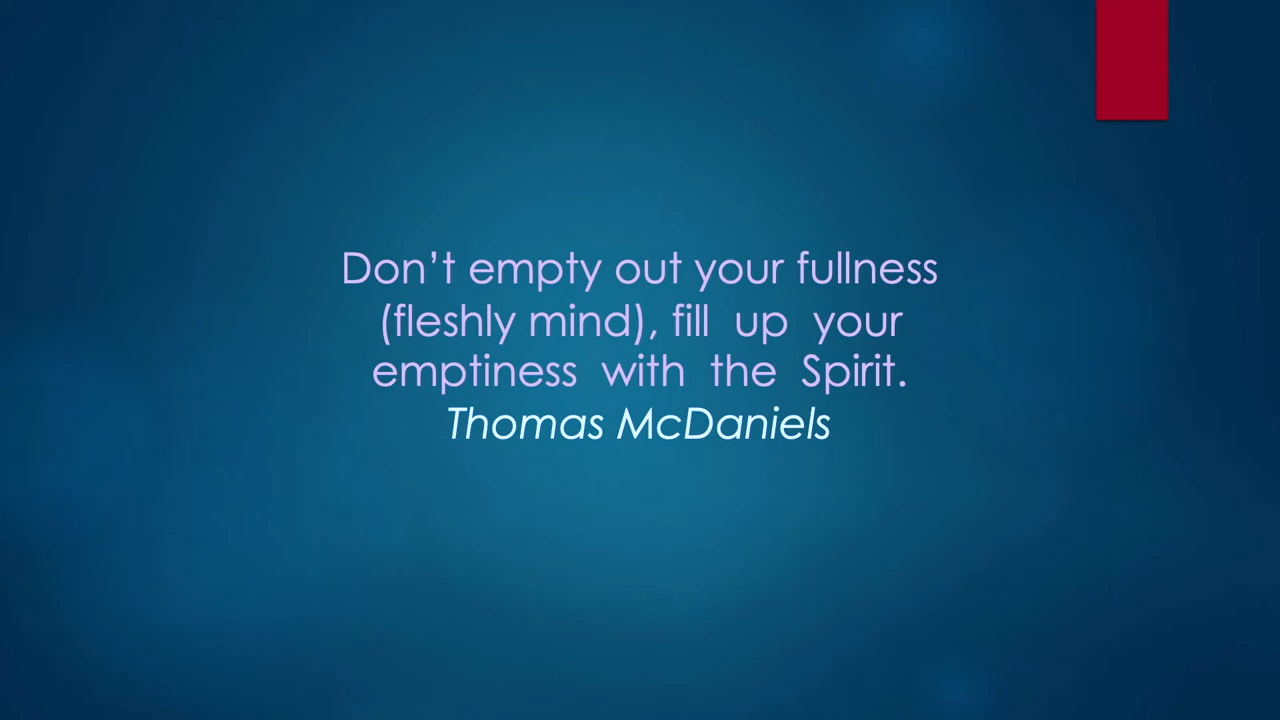 Don’t empty out your fullness
(fleshly mind), fill up your
emptiness with the Spirit.
Thomas McDaniels